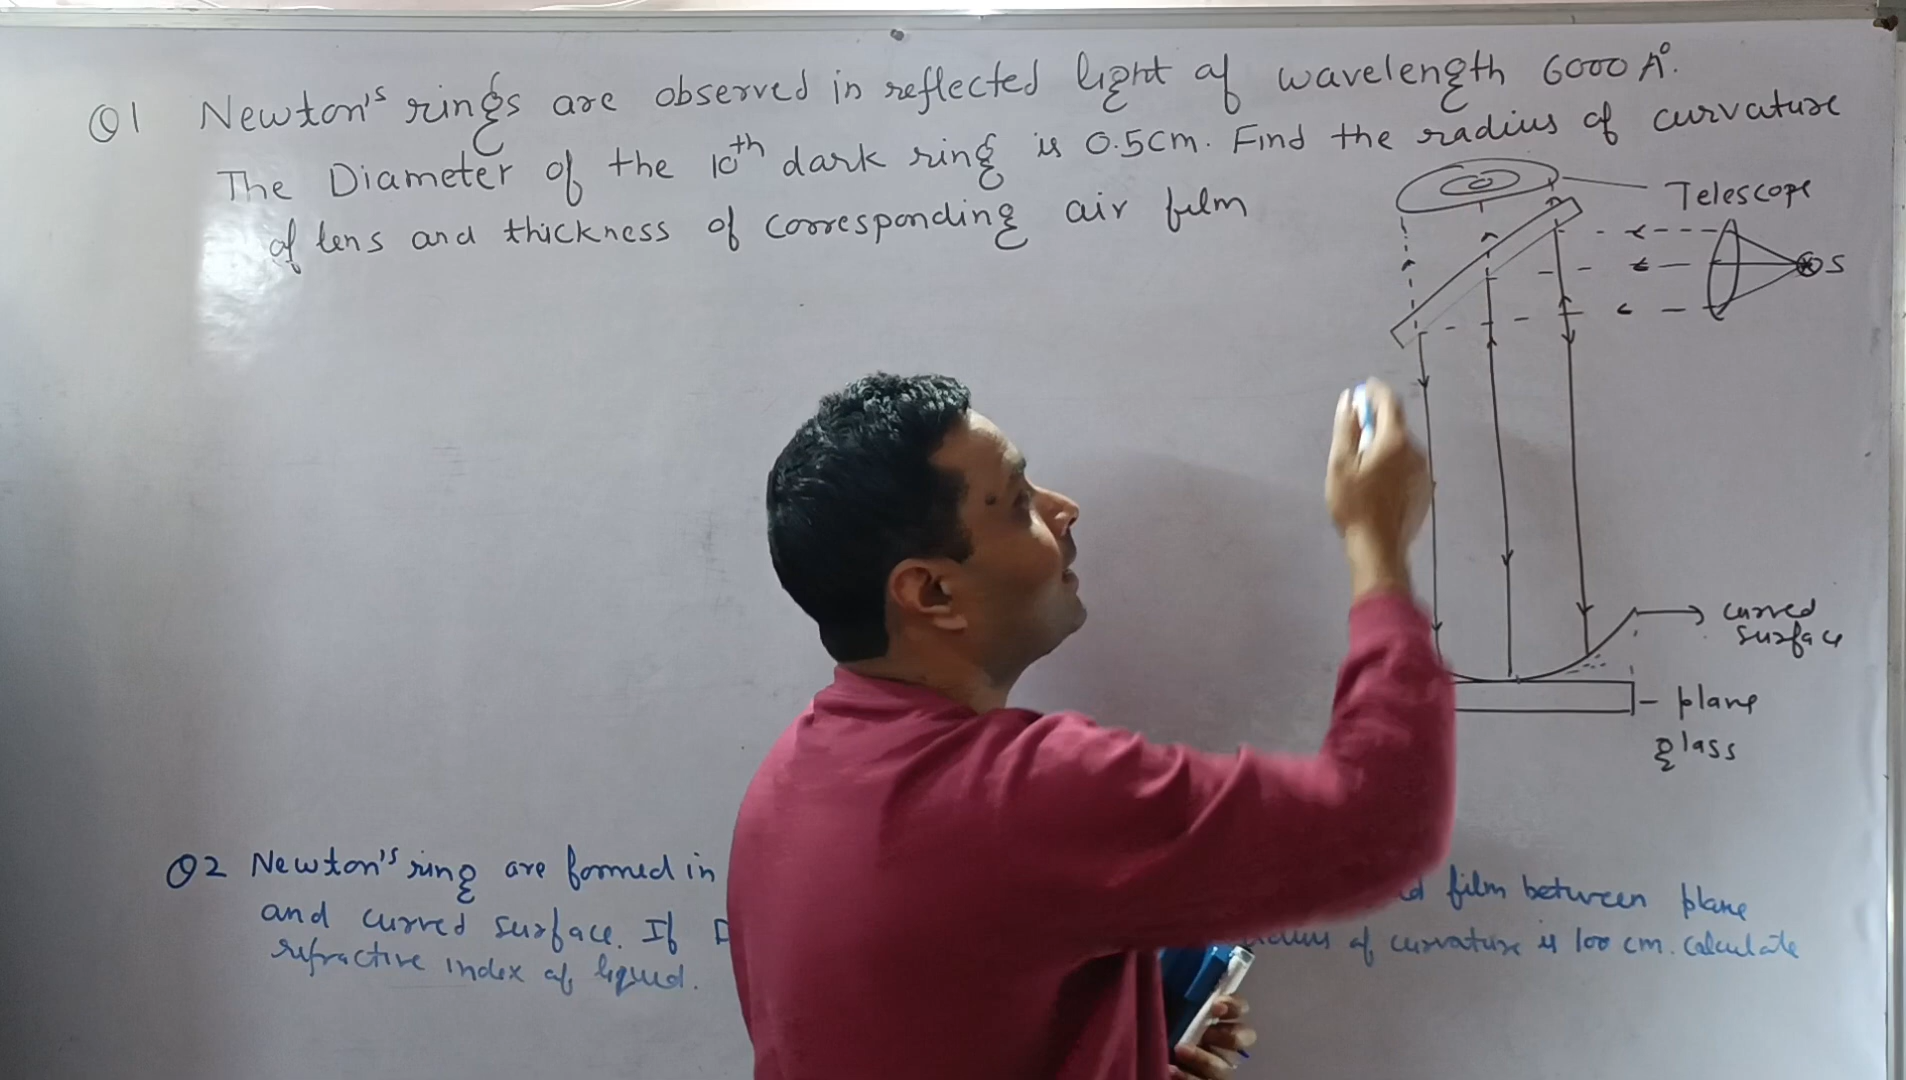 Q1 Newton's rings are observed in reflected light of wavelength 6000 A°.
The Diameter of the 10th dark ring is 0.5cm. Find the radius of curvature
of lens and thickness of corresponding air film
Telescope
S
curved
surface
plane
glass
Q2 Newton's ring are formed in film between plane
and curved surface. If of curvature is 100 cm. Calculate
refractive index of liquid.